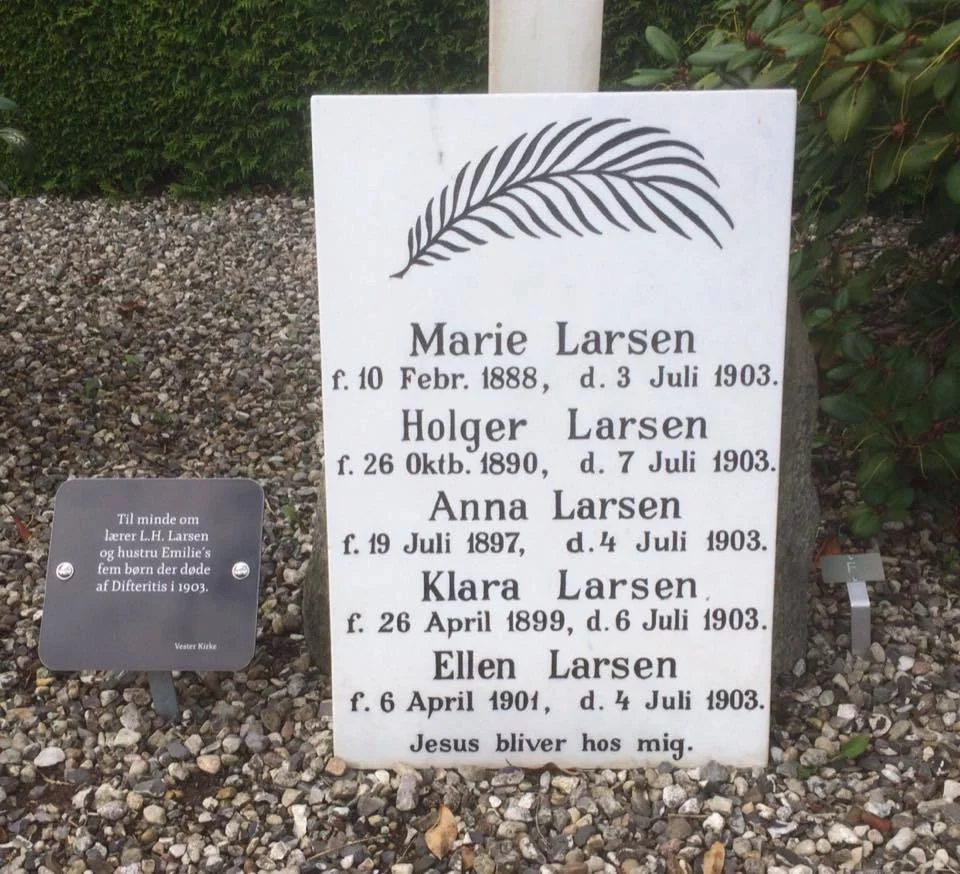 Marie Larsen
f. 10 Febr. 1888, d. 3 Juli 1903.
Holger Larsen
f. 26 Oktb. 1890, d. 7 Juli 1903.
Anna Larsen
f. 19 Juli 1897, d. 4 Juli 1903.
Klara Larsen
f. 26 April 1899, d. 6 Juli 1903.
Ellen Larsen
f. 6 April 1901, d. 4 Juli 1903.
Jesus bliver hos mig.
Til minde om
lærer L.H. Larsen
og hustru Emilie´s
fem børn der døde
af Difteritis i 1903.
Vester Kirke
F